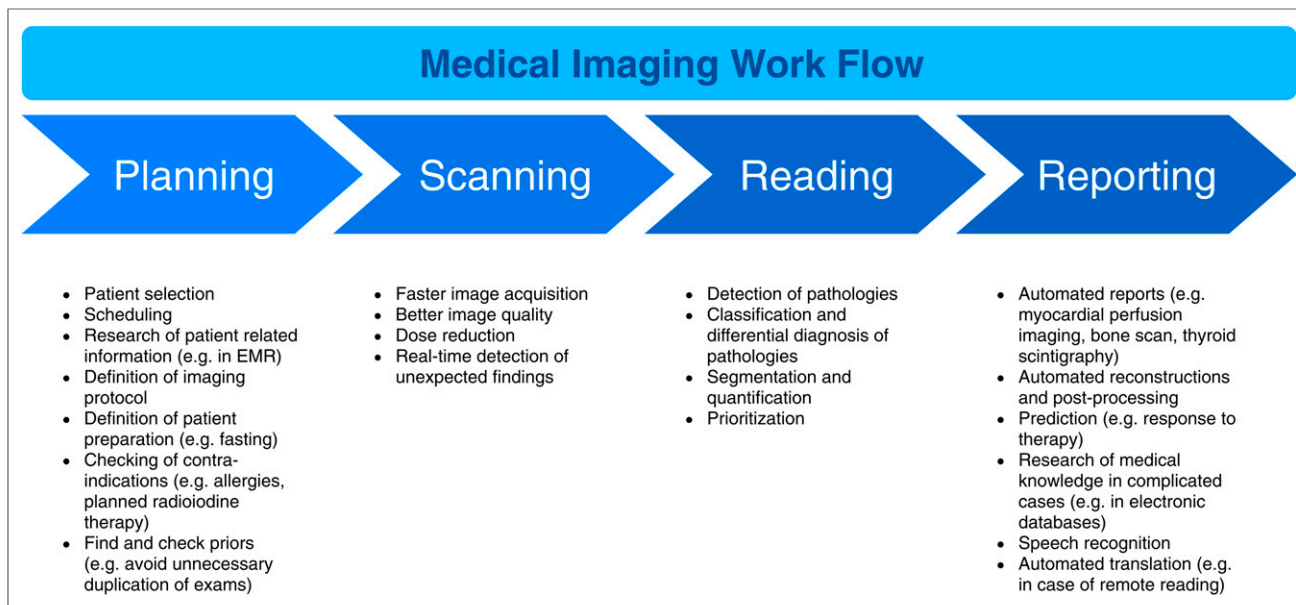 Medical Imaging Work Flow
Planning
Scanning
Reading
Reporting
• Patient selection
• Scheduling
• Research of patient related
information (e.g. in EMR)
• Definition of imaging
protocol
• Definition of patient
preparation (e.g. fasting)
• Checking of contra-
indications (e.g. allergies,
planned radioiodine
therapy)
• Find and check priors
(e.g. avoid unnecessary
duplication of exams)
• Faster image acquisition
• Better image quality
• Dose reduction
• Real-time detection of
unexpected findings
• Detection of pathologies
• Classification and
differential diagnosis of
pathologies
• Segmentation and
quantification
• Prioritization
• Automated reports (e.g.
myocardial perfusion
imaging, bone scan, thyroid
scintigraphy)
• Automated reconstructions
and post-processing
• Prediction (e.g. response to
therapy)
• Research of medical
knowledge in complicated
cases (e.g. in electronic
databases)
• Speech recognition
• Automated translation (e.g.
in case of remote reading)